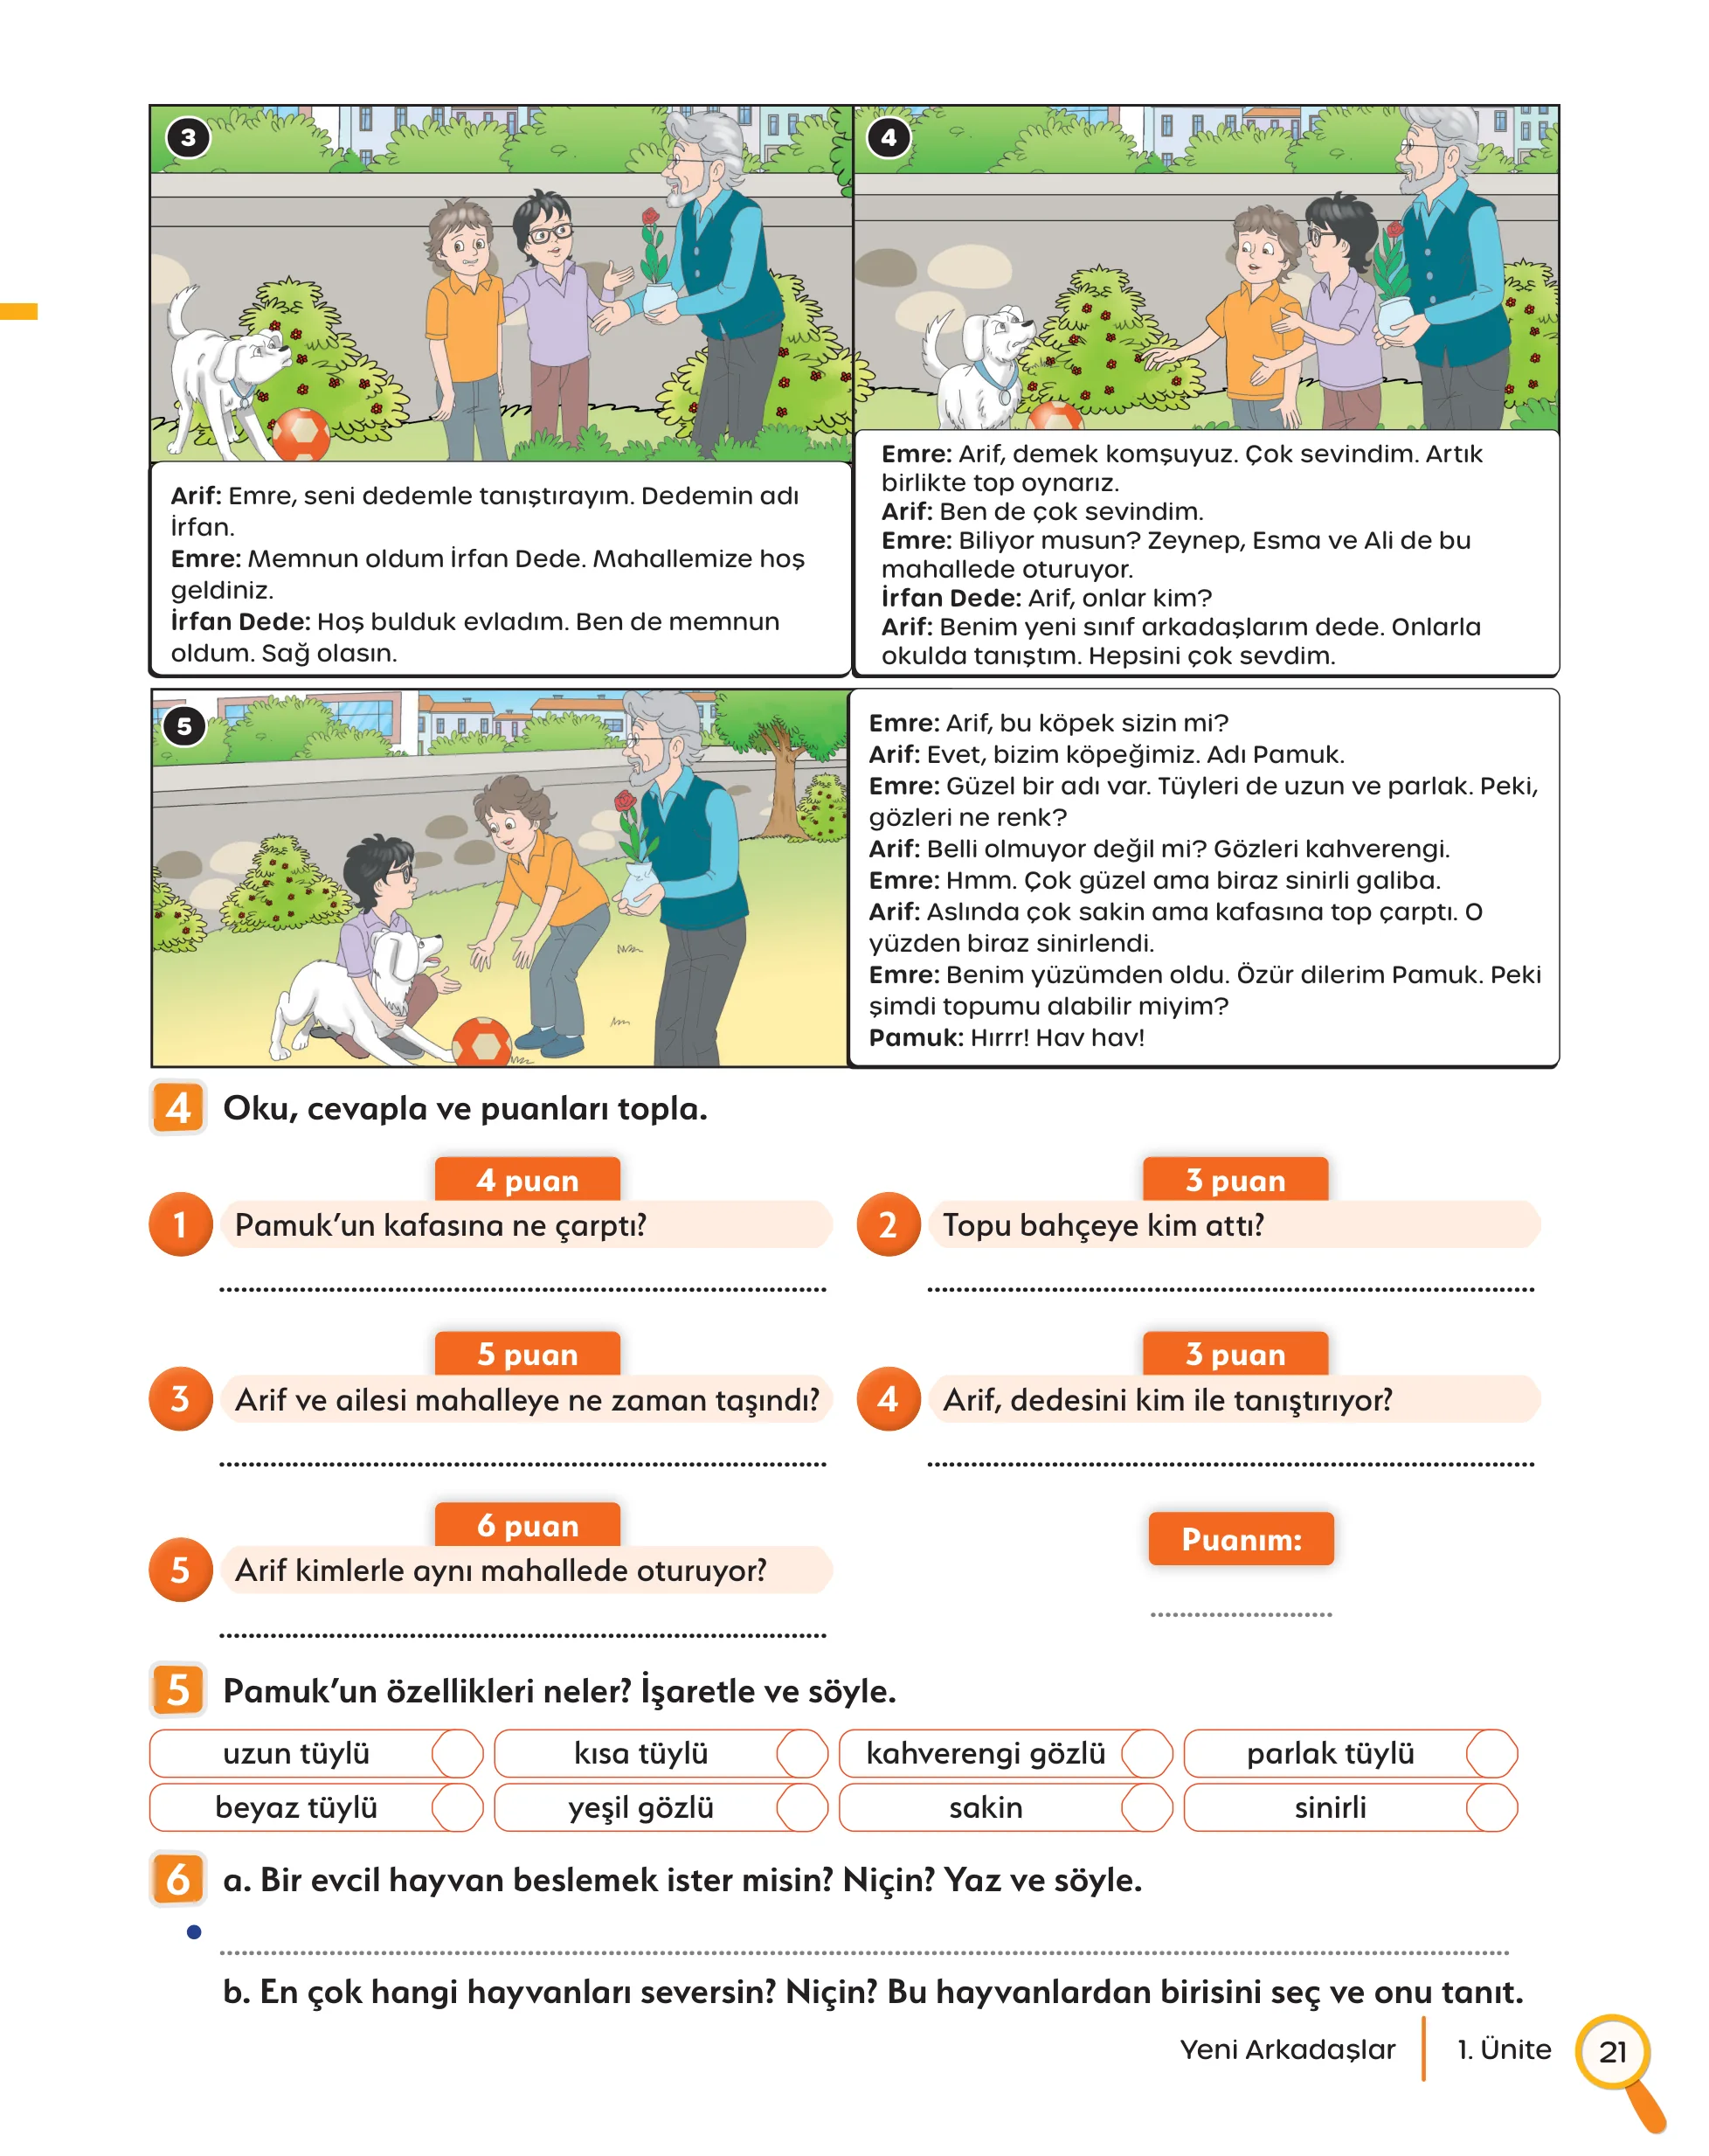 3
Arif: Emre, seni dedemle tanıştırayım. Dedemin adı
İrfan.
Emre: Memnun oldum İrfan Dede. Mahallemize hoş
geldiniz.
İrfan Dede: Hoş bulduk evladım. Ben de memnun
oldum. Sağ olasın.
4
Emre: Arif, demek komşuyuz. Çok sevindim. Artık
birlikte top oynarız.
Arif: Ben de çok sevindim.
Emre: Biliyor musun? Zeynep, Esma ve Ali de bu
mahallede oturuyor.
İrfan Dede: Arif, onlar kim?
Arif: Benim yeni sınıf arkadaşlarım dede. Onlarla
okulda tanıştım. Hepsini çok sevdim.
5
Emre: Arif, bu köpek sizin mi?
Arif: Evet, bizim köpeğimiz. Adı Pamuk.
Emre: Güzel bir adı var. Tüyleri de uzun ve parlak. Peki,
gözleri ne renk?
Arif: Belli olmuyor değil mi? Gözleri kahverengi.
Emre: Hmm. Çok güzel ama biraz sinirli galiba.
Arif: Aslında çok sakin ama kafasına top çarptı. O
yüzden biraz sinirlendi.
Emre: Benim yüzümden oldu. Özür dilerim Pamuk. Peki
şimdi topumu alabilir miyim?
Pamuk: Hırrr! Hav hav!
4 Oku, cevapla ve puanları topla.
4 puan
1 Pamuk'un kafasına ne çarptı?
3 puan
2 Topu bahçeye kim attı?
5 puan
3 Arif ve ailesi mahalleye ne zaman taşındı?
3 puan
4 Arif, dedesini kim ile tanıştırıyor?
6 puan
5 Arif kimlerle aynı mahallede oturuyor?
Puanım:
5 Pamuk'un özellikleri neler? İşaretle ve söyle.
uzun tüylü kısa tüylü kahverengi gözlü parlak tüylü
beyaz tüylü yeşil gözlü sakin sinirli
6 a. Bir evcil hayvan beslemek ister misin? Niçin? Yaz ve söyle.
b. En çok hangi hayvanları seversin? Niçin? Bu hayvanlardan birisini seç ve onu tanıt.
Yeni Arkadaşlar 1. Ünite 21